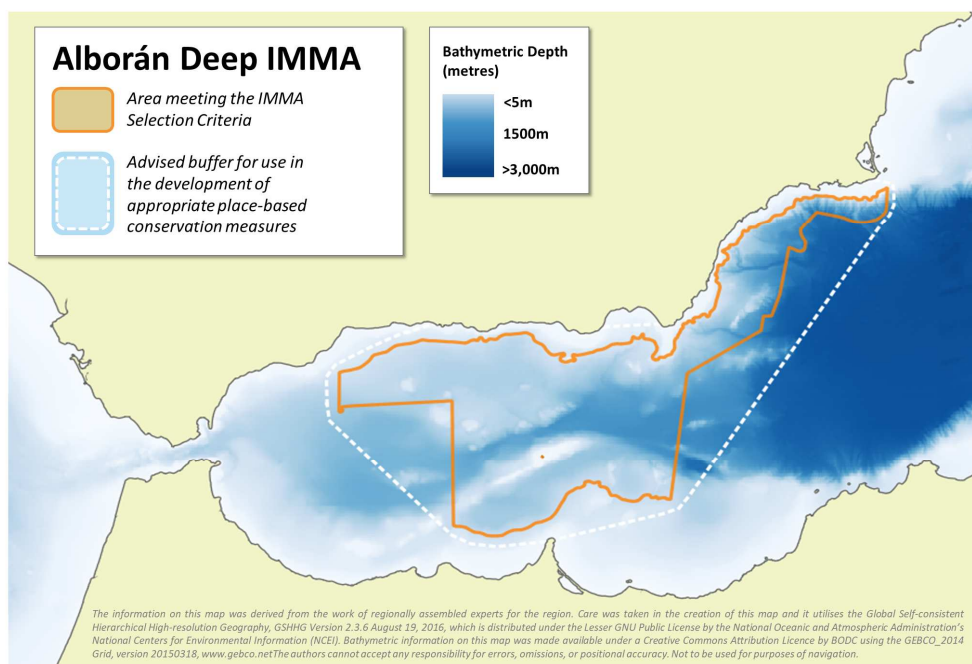 Alborán Deep IMMA
Area meeting the IMMA
Selection Criteria
Advised buffer for use in
the development of
appropriate place-based
conservation measures
Bathymetric Depth
(metres)
<5m
1500m
>3,000m
The information on this map was derived from the work of regionally assembled experts for the region. Care was taken in the creation of this map and it utilises the Global Self-consistent
Hierarchical High-resolution Geography, GSHHG Version 2.3.6 August 19, 2016, which is distributed under the Lesser GNU Public License by the National Oceanic and Atmospheric Administration's
National Centers for Environmental Information (NCEI). Bathymetric information on this map was made available under a Creative Commons Attribution Licence by BODC using the GEBCO_2014
Grid, version 20150318, www.gebco.netThe authors cannot accept any responsibility for errors, omissions, or positional accuracy. Not to be used for purposes of navigation.